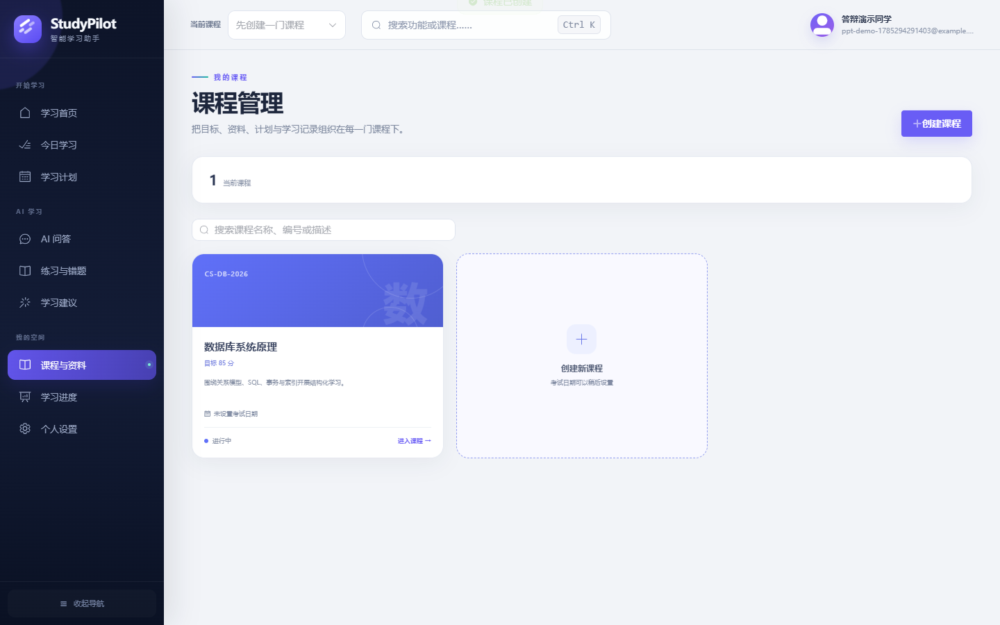 StudyPilot
智能学习助手
开始学习
学习首页
今日学习
学习计划
AI 学习
AI 问答
练习与错题
学习建议
我的空间
课程与资料
学习进度
个人设置
收起导航
当前课程
先创建一门课程
搜索功能或课程……
Ctrl K
课程已创建
答辩演示同学
ppt-demo-1785294291403@example....
我的课程
课程管理
把目标、资料、计划与学习记录组织在每一门课程下。
创建课程
1 当前课程
搜索课程名称、编号或描述
CS-DB-2026
数
数据库系统原理
目标 85 分
围绕关系模型、SQL、事务与索引开展结构化学习。
未设置考试日期
进行中
进入课程 →
创建新课程
考试日期可以稍后设置